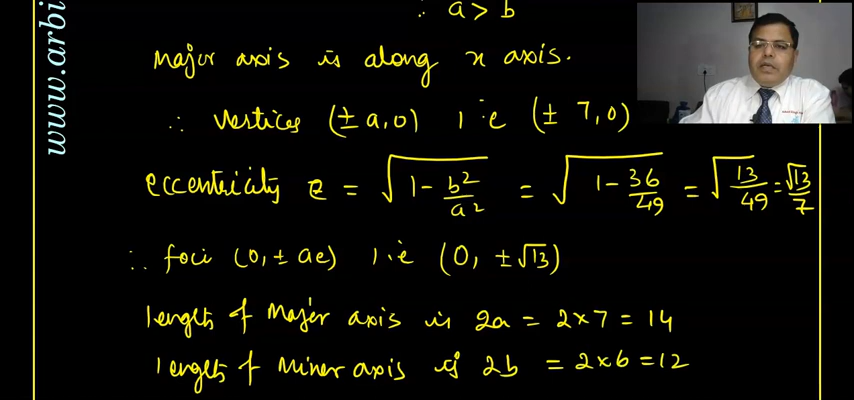 ∴ a > b
www.arbi
Major axis is along x axis.
∴ vertices (± a, 0) i.e (± 7, 0)
eccentricity e = √(1 - b²/a²) = √(1 - 36/49) = √(13/49) = √13/7
∴ foci (0, ± ae) i.e (0, ± √13)
length of Major axis is 2a = 2×7 = 14
length of Miner axis is 2b = 2×6 = 12